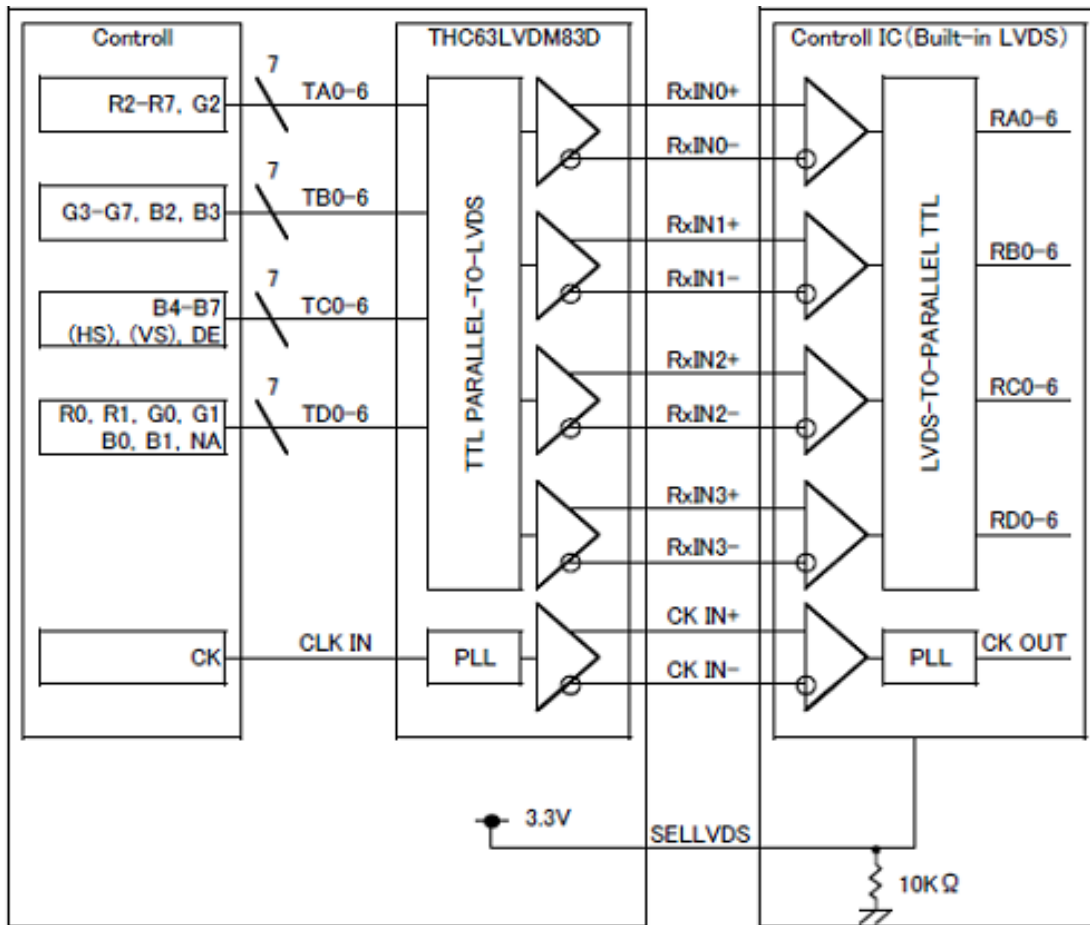 Controll
THC63LVDM83D
Controll IC(Built-in LVDS)
R2-R7, G2
7
TA0-6
RxIN0+
RxIN0-
RA0-6
G3-G7, B2, B3
7
TB0-6
RxIN1+
RxIN1-
RB0-6
B4-B7
(HS), (VS), DE
7
TC0-6
RxIN2+
RxIN2-
RC0-6
R0, R1, G0, G1
B0, B1, NA
7
TD0-6
RxIN3+
RxIN3-
RD0-6
TTL PARALLEL-TO-LVDS
LVDS-TO-PARALLEL TTL
CK
CLK IN
PLL
CK IN+
CK IN-
PLL
CK OUT
3.3V
SELLVDS
10KΩ